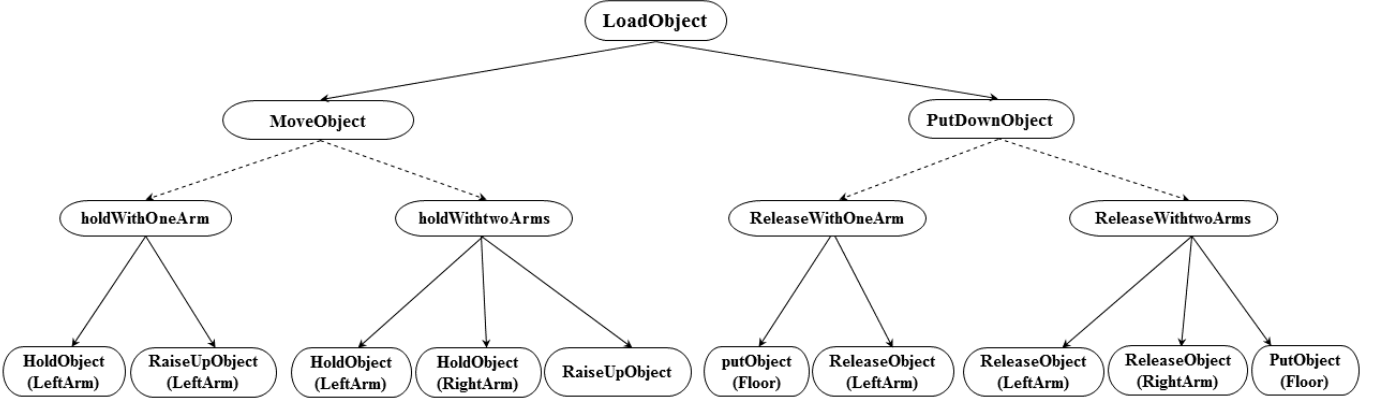 LoadObject
MoveObject
PutDownObject
holdWithOneArm
holdWithtwoArms
ReleaseWithOneArm
ReleaseWithtwoArms
HoldObject
(LeftArm)
RaiseUpObject
(LeftArm)
HoldObject
(LeftArm)
HoldObject
(RightArm)
RaiseUpObject
putObject
(Floor)
ReleaseObject
(LeftArm)
ReleaseObject
(LeftArm)
ReleaseObject
(RightArm)
PutObject
(Floor)